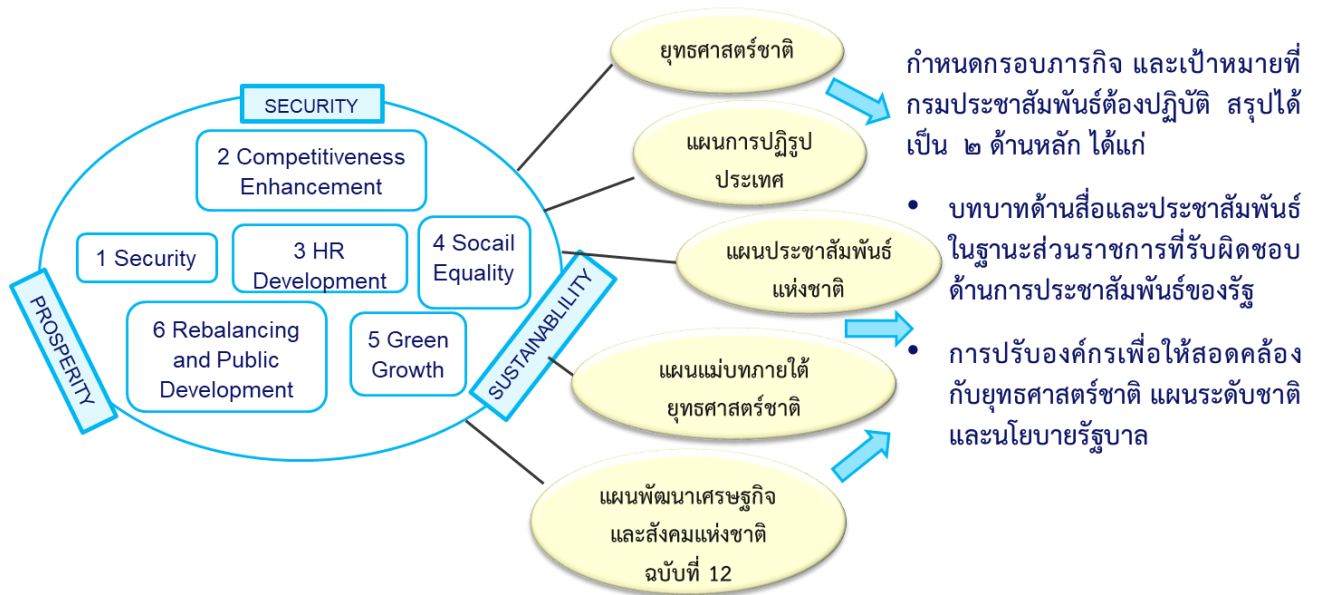 SECURITY
2 Competitiveness
Enhancement
1 Security
3 HR
Development
4 Socail
Equality
6 Rebalancing
and Public
Development
5 Green
Growth
PROSPERITY
SUSTAINABLILITY
ยุทธศาสตร์ชาติ
แผนการปฏิรูป
ประเทศ
แผนประชาสัมพันธ์
แห่งชาติ
แผนแม่บทภายใต้
ยุทธศาสตร์ชาติ
แผนพัฒนาเศรษฐกิจ
และสังคมแห่งชาติ
ฉบับที่ 12
กำหนดกรอบภารกิจ และเป้าหมายที่
กรมประชาสัมพันธ์ต้องปฏิบัติ สรุปได้
เป็น ๒ ด้านหลัก ได้แก่
• บทบาทด้านสื่อและประชาสัมพันธ์
ในฐานะส่วนราชการที่รับผิดชอบ
ด้านการประชาสัมพันธ์ของรัฐ
• การปรับองค์กรเพื่อให้สอดคล้อง
กับยุทธศาสตร์ชาติ แผนระดับชาติ
และนโยบายรัฐบาล